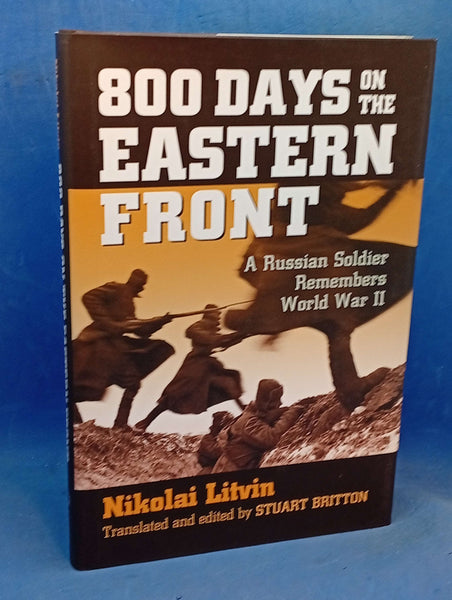 800 DAYS ON THE
EASTERN
FRONT
A Russian Soldier
Remembers
World War II
Nikolai Litvin
Translated and edited by STUART BRITTON